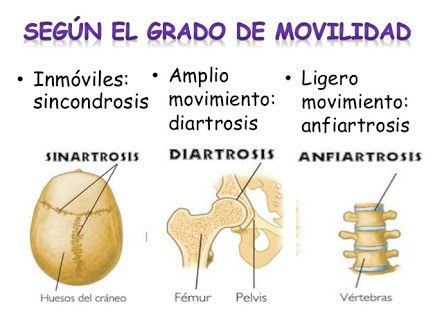 SEGÚN EL GRADO DE MOVILIDAD
• Inmóviles:
sincondrosis
• Amplio
movimiento:
diartrosis
• Ligero
movimiento:
anfiartrosis
SINARTROSIS
DIARTROSIS
ANFIARTROSIS
Huesos del cráneo
Fémur
Pelvis
Vértebras